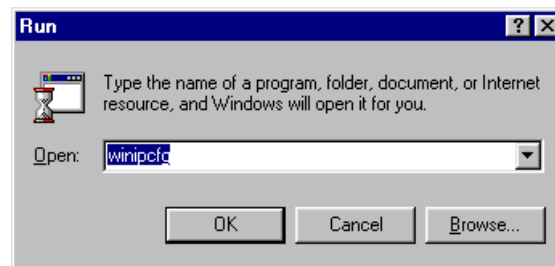 Run
Type the name of a program, folder, document, or Internet
resource, and Windows will open it for you.
Open: winipcfg
OK Cancel Browse...